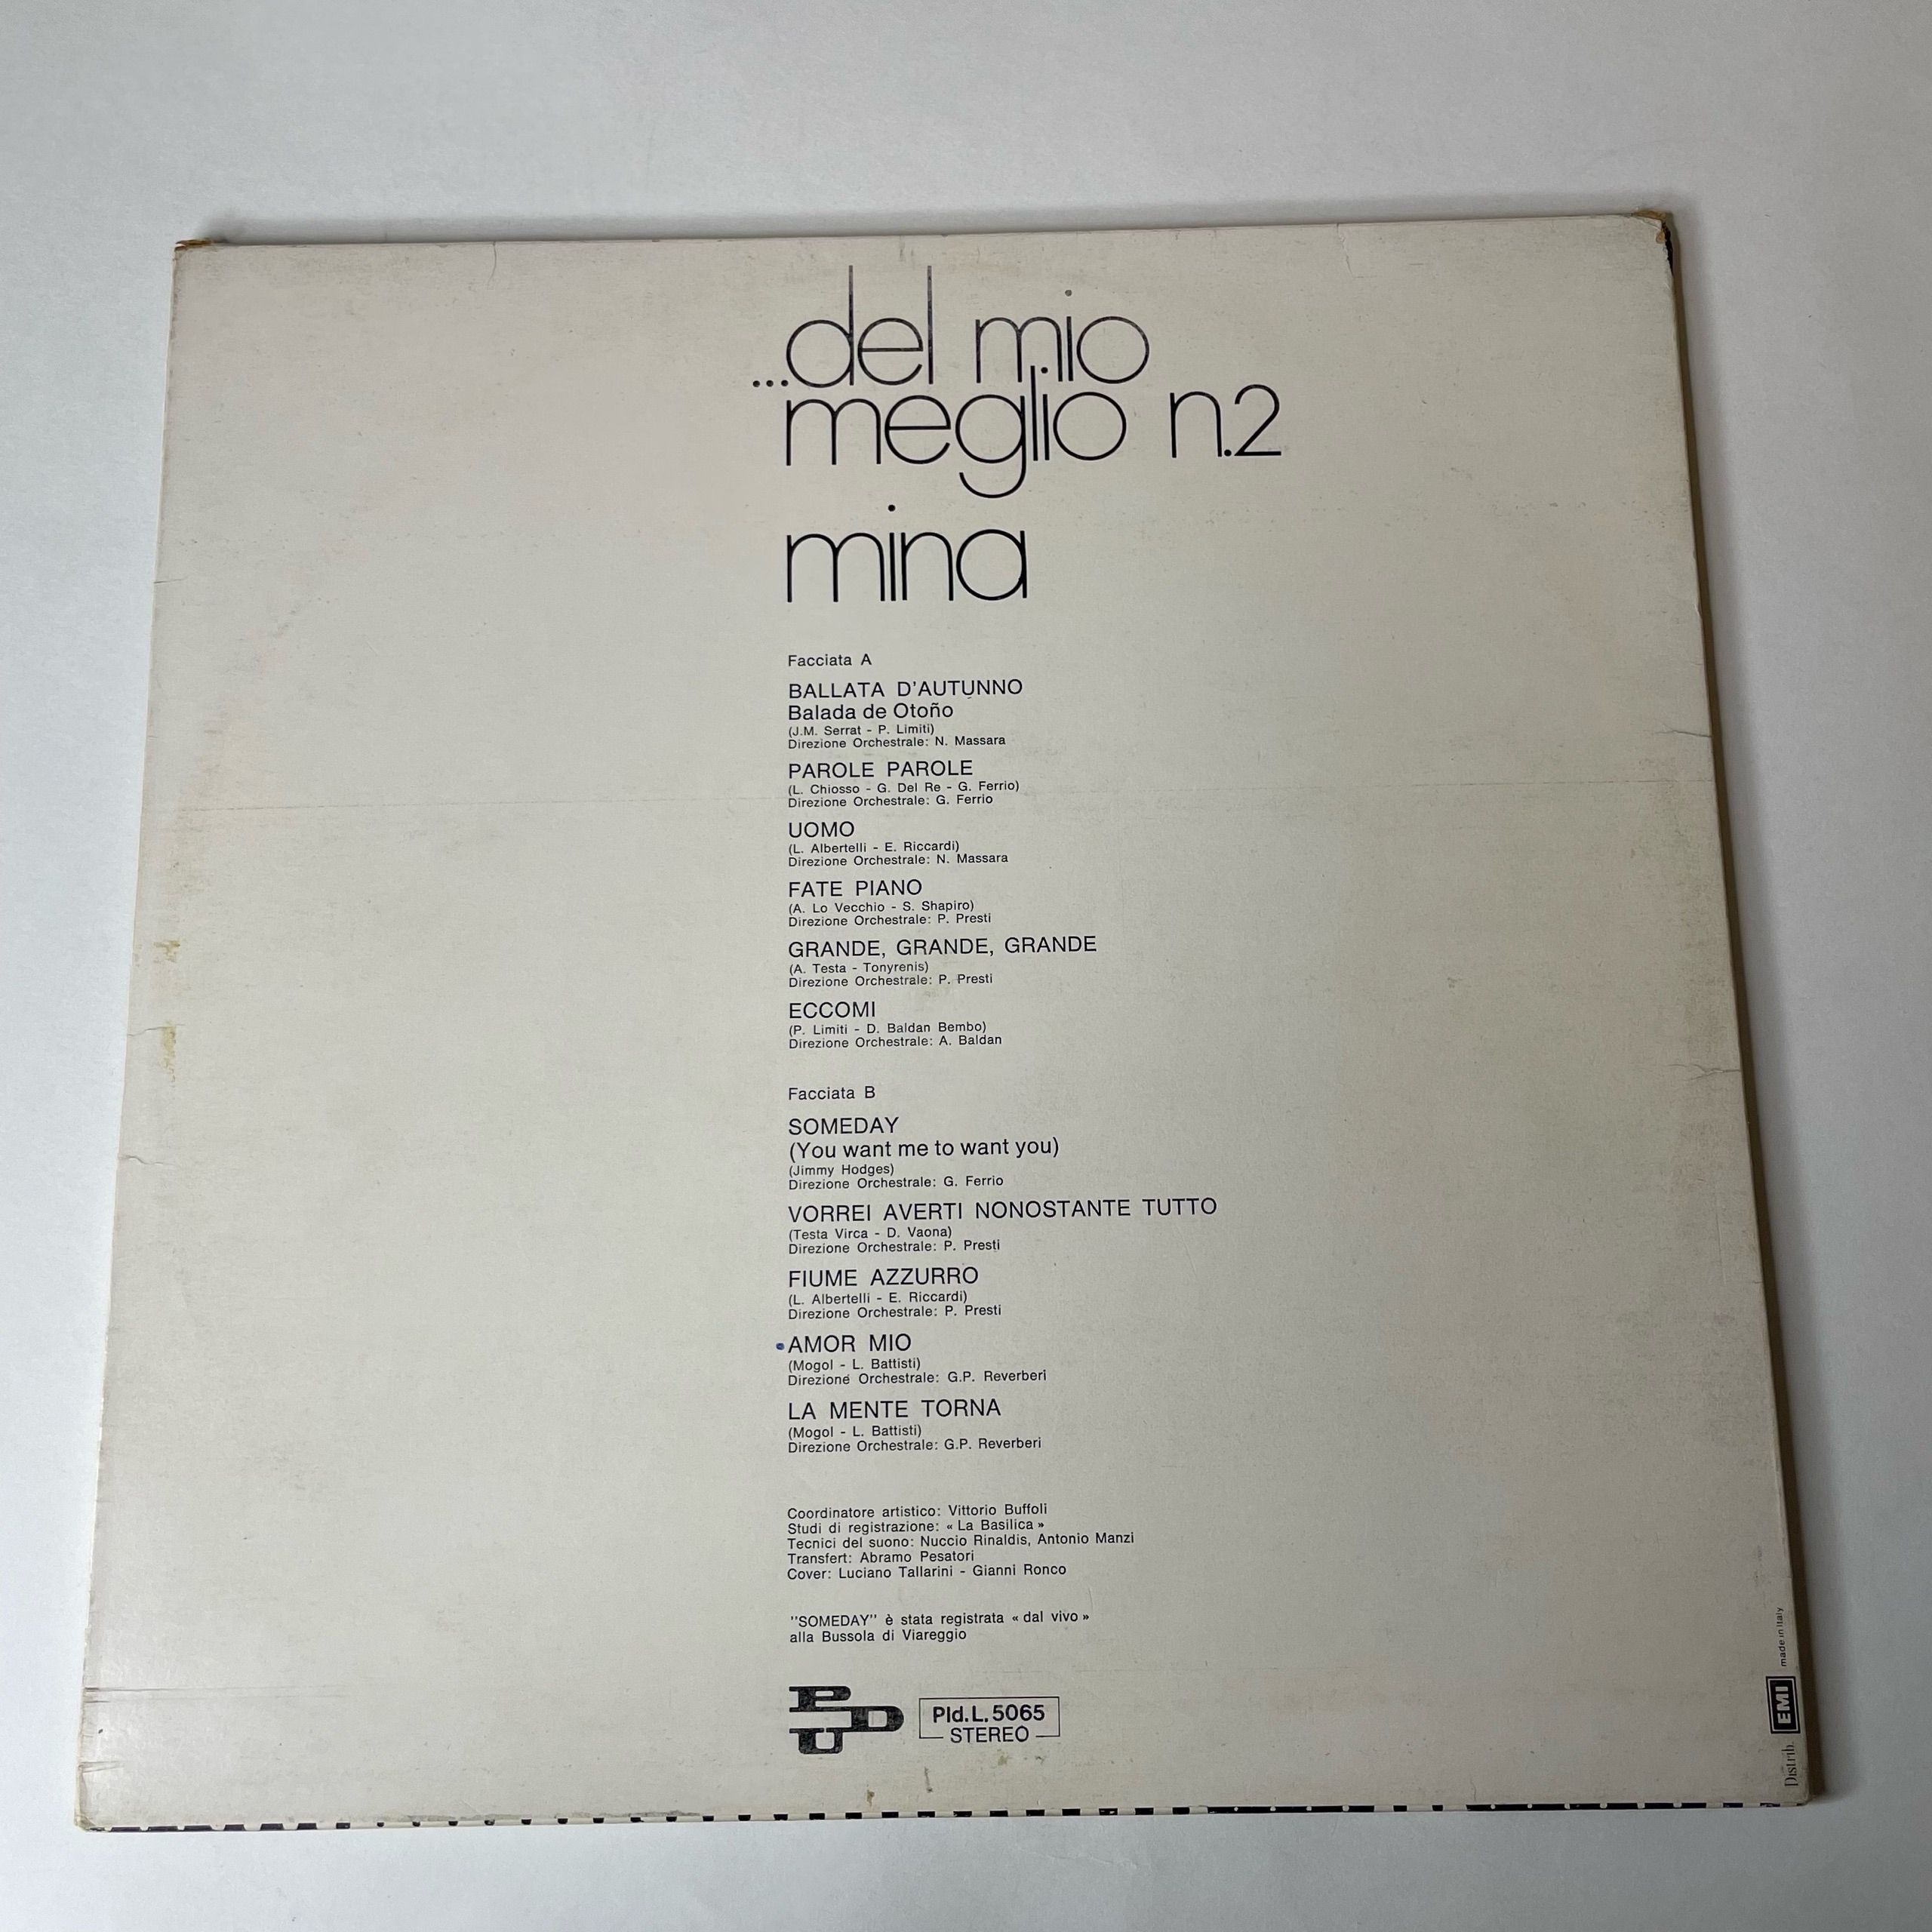 ...del mio
meglio n.2
mina
Facciata A
BALLATA D'AUTUNNO
Balada de Otoño
(J.M. Serrat - P. Limiti)
Direzione Orchestrale: N. Massara
PAROLE PAROLE
(L. Chiosso - G. Del Re - G. Ferrio)
Direzione Orchestrale: G. Ferrio
UOMO
(L. Albertelli - E. Riccardi)
Direzione Orchestrale: N. Massara
FATE PIANO
(A. Lo Vecchio - S. Shapiro)
Direzione Orchestrale: P. Presti
GRANDE, GRANDE, GRANDE
(A. Testa - Tonyrenis)
Direzione Orchestrale: P. Presti
ECCOMI
(P. Limiti - D. Baldan Bembo)
Direzione Orchestrale: A. Baldan
Facciata B
SOMEDAY
(You want me to want you)
(Jimmy Hodges)
Direzione Orchestrale: G. Ferrio
VORREI AVERTI NONOSTANTE TUTTO
(Testa Virca - D. Vaona)
Direzione Orchestrale: P. Presti
FIUME AZZURRO
(L. Albertelli - E. Riccardi)
Direzione Orchestrale: P. Presti
AMOR MIO
(Mogol - L. Battisti)
Direzione Orchestrale: G.P. Reverberi
LA MENTE TORNA
(Mogol - L. Battisti)
Direzione Orchestrale: G.P. Reverberi
Coordinatore artistico: Vittorio Buffoli
Studi di registrazione: « La Basilica »
Tecnici del suono: Nuccio Rinaldis, Antonio Manzi
Transfert: Abramo Pesatori
Cover: Luciano Tallarini - Gianni Ronco
''SOMEDAY'' è stata registrata « dal vivo »
alla Bussola di Viareggio
PDU
Pld.L.5065
STEREO
Distrib. EMI made in Italy